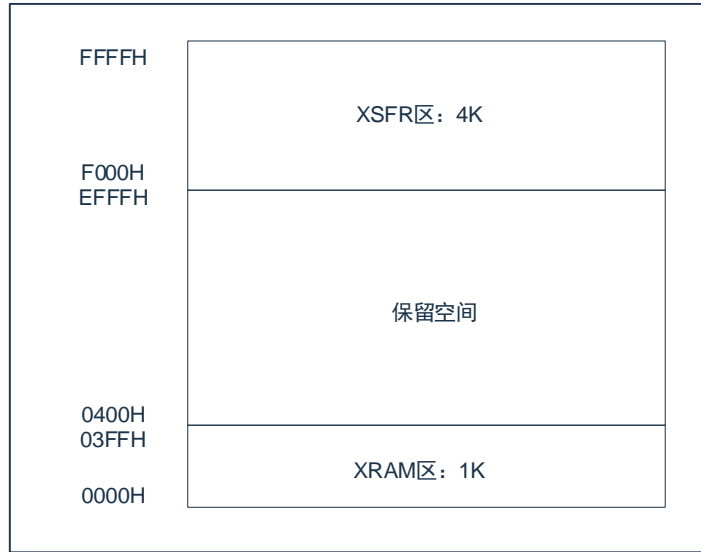 FFFFH
XSFR区：4K
F000H
EFFFH
保留空间
0400H
03FFH
XRAM区：1K
0000H